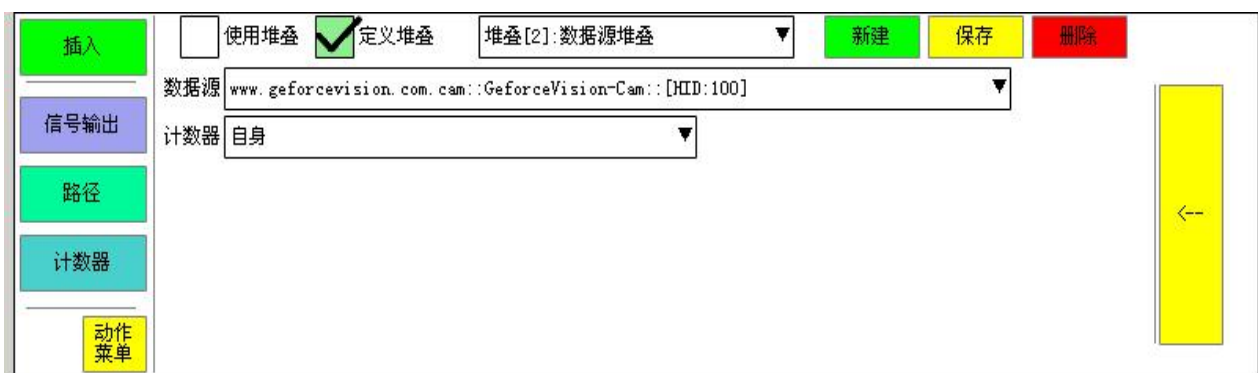 插入
使用堆叠 定义堆叠 堆叠[2]:数据源堆叠 ▼ 新建 保存 删除
数据源 www.geforcevision.com.cam::GeforceVision-Cam::[HID:100] ▼
信号输出
计数器 自身 ▼
路径
<--
计数器
动作
菜单